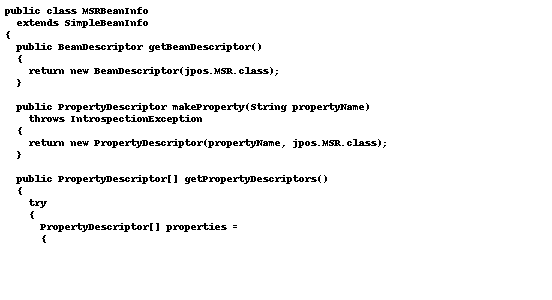 public class MSRBeanInfo
  extends SimpleBeanInfo
{
  public BeanDescriptor getBeanDescriptor()
  {
    return new BeanDescriptor(jpos.MSR.class);
  }

  public PropertyDescriptor makeProperty(String propertyName)
    throws IntrospectionException
  {
    return new PropertyDescriptor(propertyName, jpos.MSR.class);
  }

  public PropertyDescriptor[] getPropertyDescriptors()
  {
    try
    {
      PropertyDescriptor[] properties =
      {